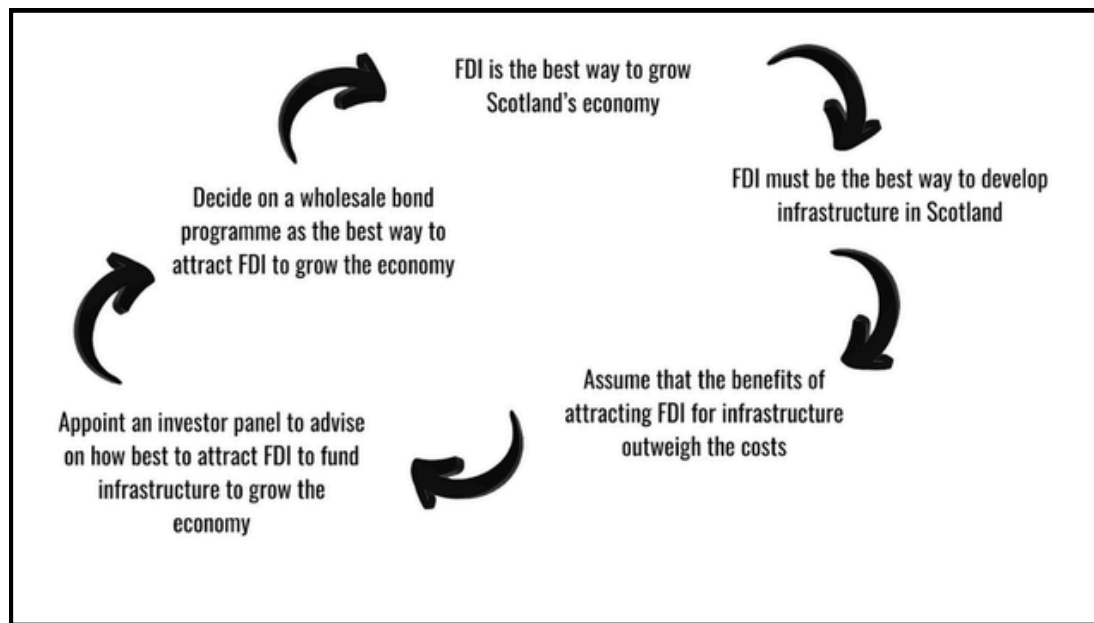 FDI is the best way to grow
Scotland's economy
FDI must be the best way to develop
infrastructure in Scotland
Assume that the benefits of
attracting FDI for infrastructure
outweigh the costs
Appoint an investor panel to advise
on how best to attract FDI to fund
infrastructure to grow the
economy
Decide on a wholesale bond
programme as the best way to
attract FDI to grow the economy